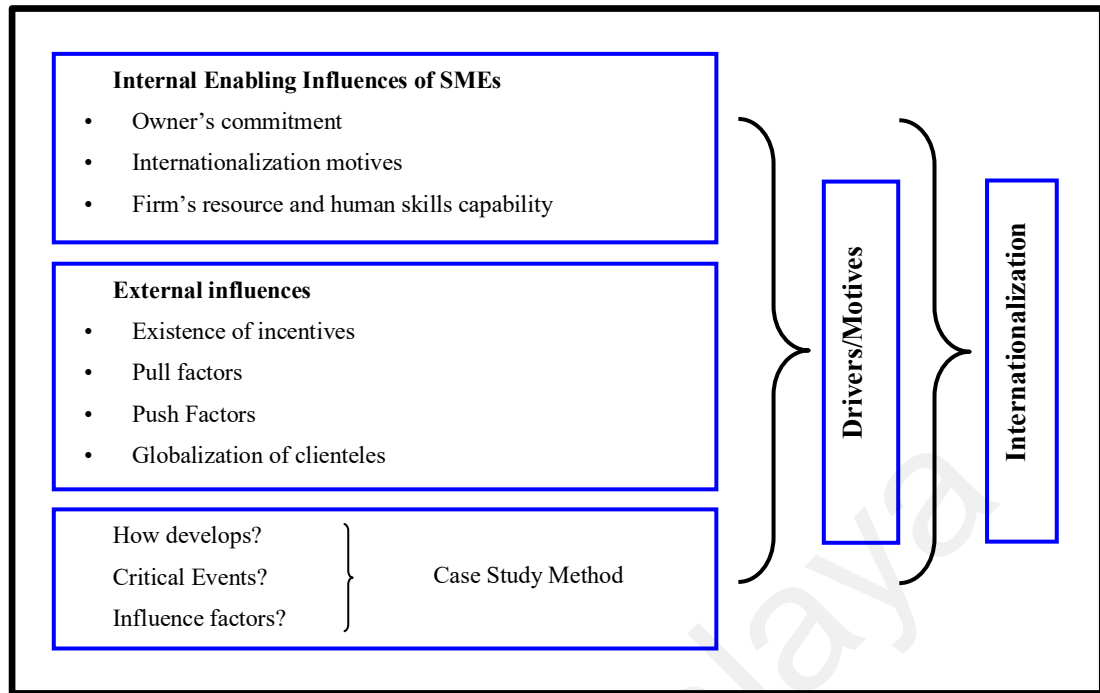 Internal Enabling Influences of SMEs
• Owner’s commitment
• Internationalization motives
• Firm’s resource and human skills capability
External influences
• Existence of incentives
• Pull factors
• Push Factors
• Globalization of clienteles
How develops?
Critical Events?
Influence factors?
Case Study Method
Drivers/Motives
Internationalization